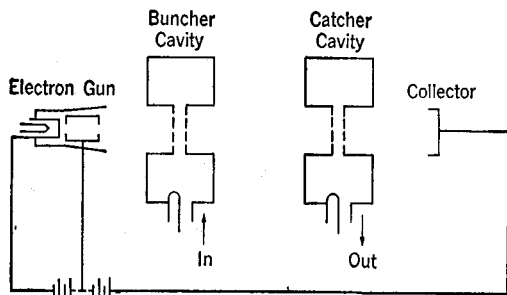 Buncher
Cavity
Catcher
Cavity
Electron Gun
Collector
In
Out